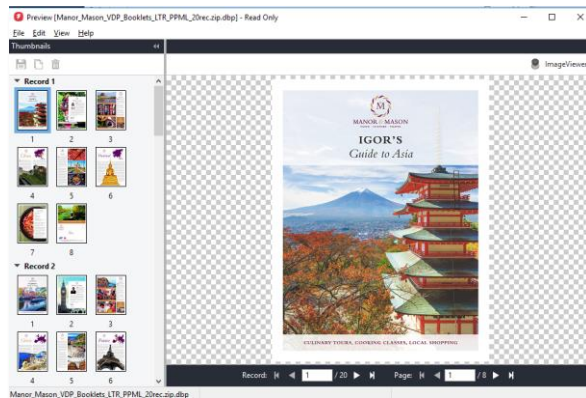 Preview [Manor_Mason_VDP_Booklets_LTR_PPML_20rec.zip.dbp] - Read Only
File Edit View Help
Thumbnails
ImageViewer
Record 1
1 2 3
4 5 6
7 8
Record 2
1 2 3
4 5 6
MANOR & MASON
IGOR'S
Guide to Asia
CULINARY TOURS, COOKING CLASSES, LOCAL SHOPPING
Record: 1 / 20 Page: 1 / 8
Manor_Mason_VDP_Booklets_LTR_PPML_20rec.zip.dbp